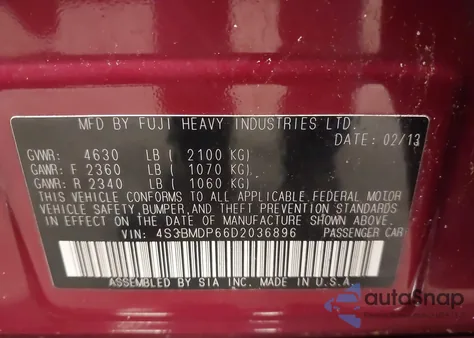 MFD BY FUJI HEAVY INDUSTRIES LTD.
DATE: 02/13
GVWR: 4630 LB ( 2100 KG)
GAWR: F 2360 LB ( 1070 KG)
GAWR: R 2340 LB ( 1060 KG)
THIS VEHICLE CONFORMS TO ALL APPLICABLE FEDERAL MOTOR
VEHICLE SAFETY, BUMPER, AND THEFT PREVENTION STANDARDS
IN EFFECT ON THE DATE OF MANUFACTURE SHOWN ABOVE.
VIN: 4S3BMDP66D2036896 PASSENGER CAR
ASSEMBLED BY SIA INC. MADE IN U.S.A.
autoSnap